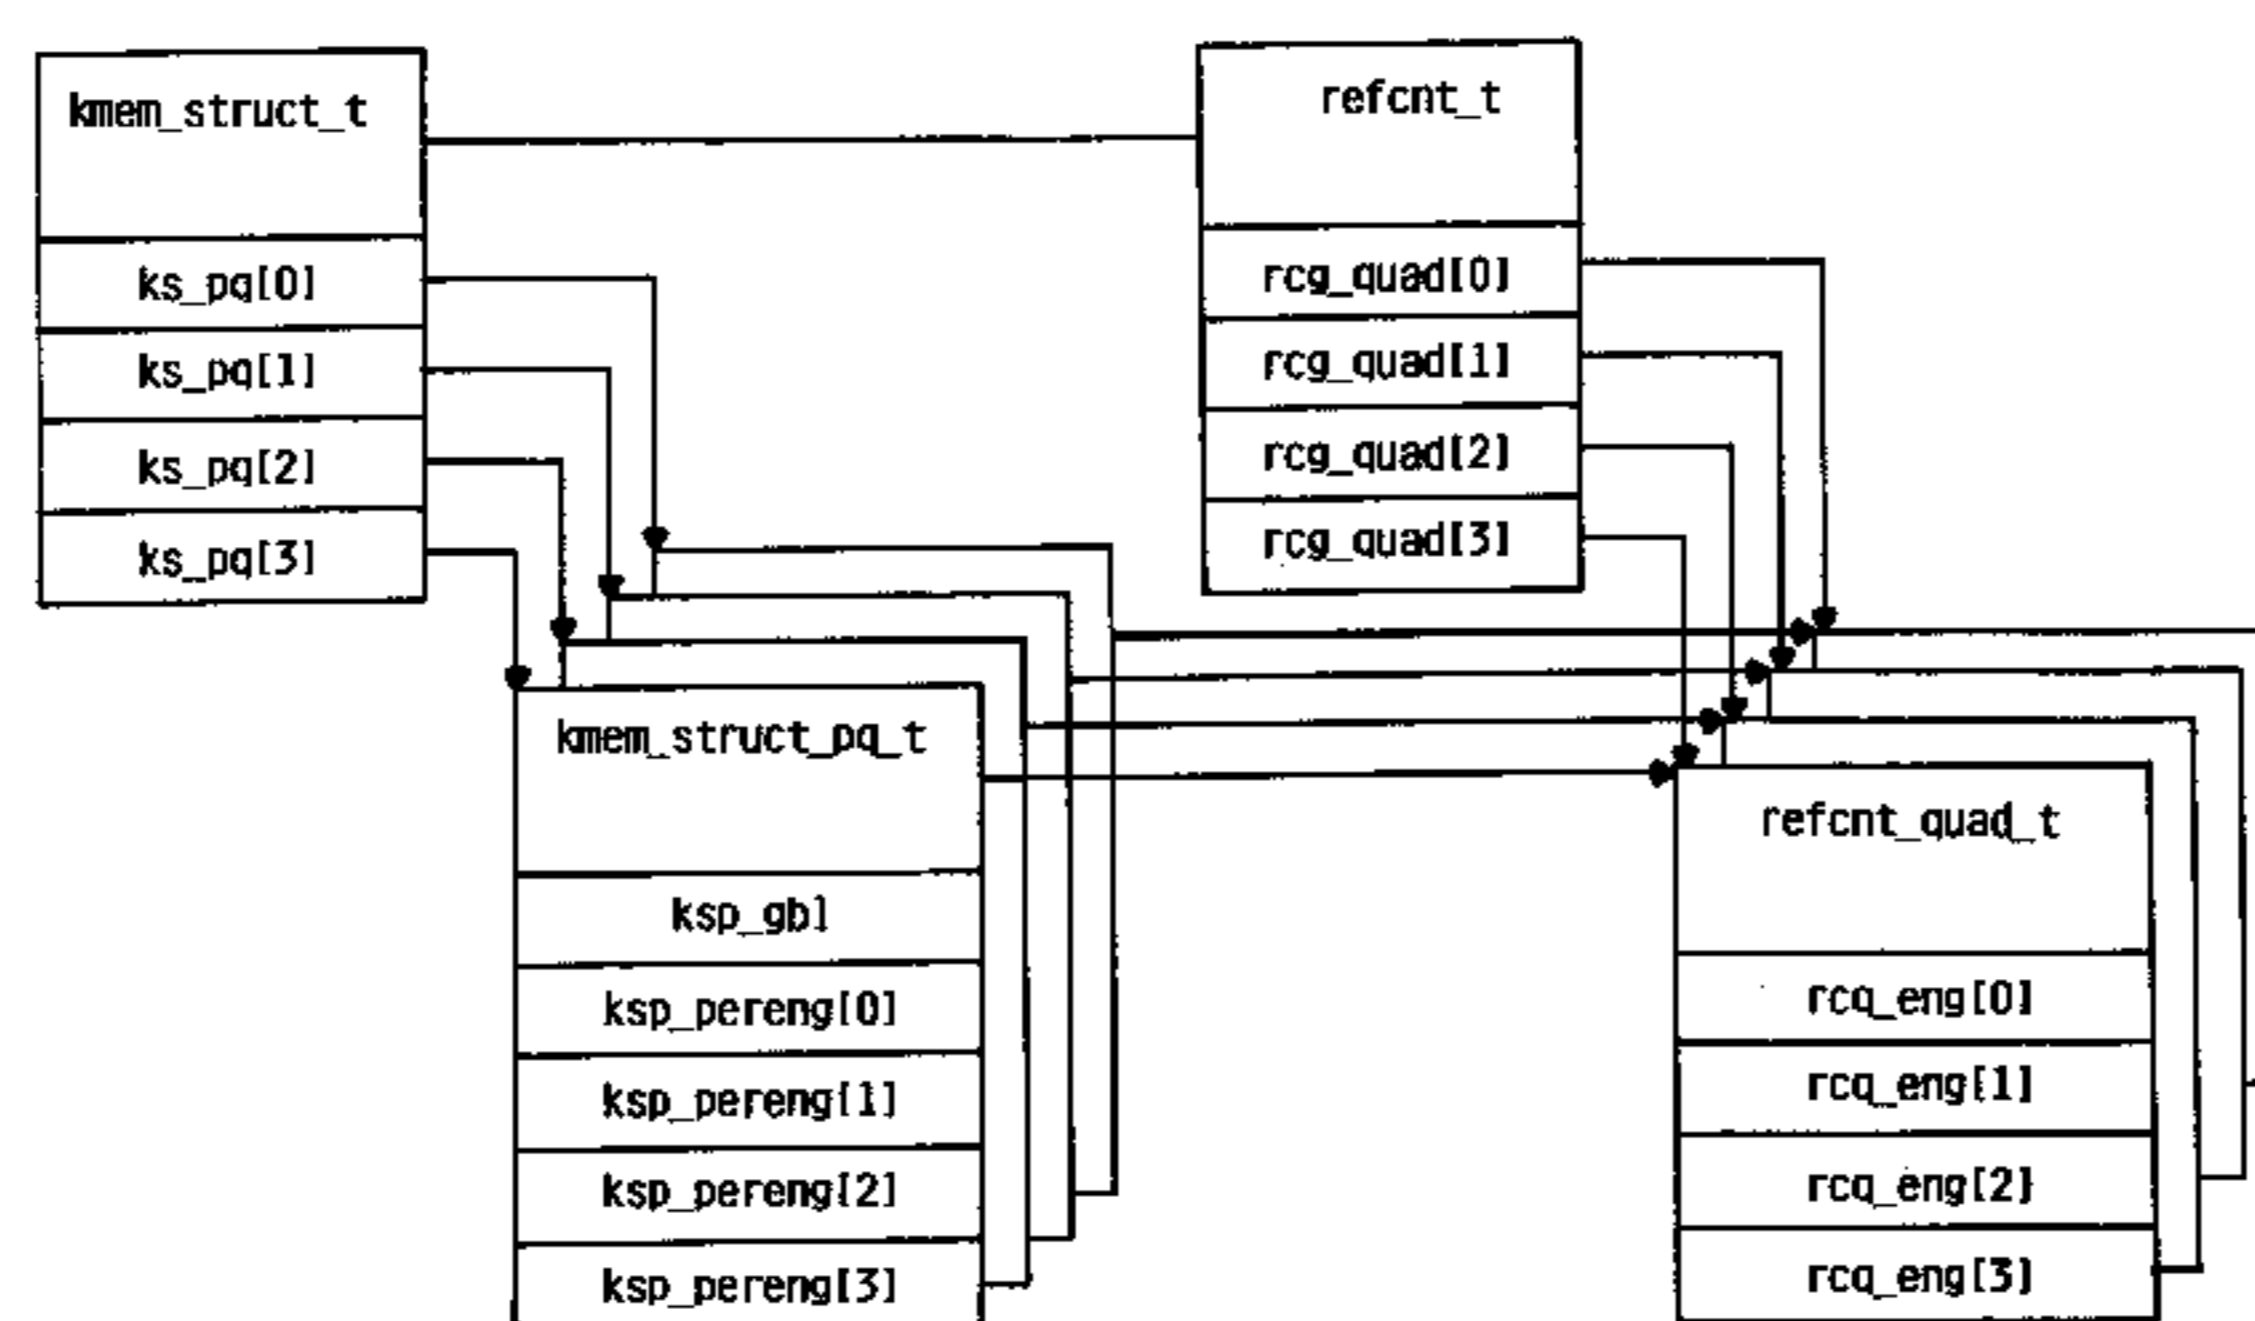 kmem_struct_t
ks_pq[0]
ks_pq[1]
ks_pq[2]
ks_pq[3]
refcnt_t
rcg_quad[0]
rcg_quad[1]
rcg_quad[2]
rcg_quad[3]
kmem_struct_pq_t
ksp_gbl
ksp_pereng[0]
ksp_pereng[1]
ksp_pereng[2]
ksp_pereng[3]
refcnt_quad_t
rcq_eng[0]
rcq_eng[1]
rcq_eng[2]
rcq_eng[3]